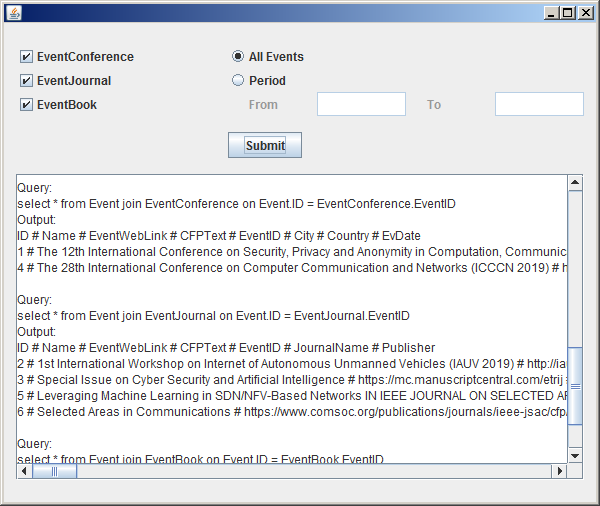 EventConference
All Events
EventJournal
Period
EventBook
From
To
Submit
Query:
select * from Event join EventConference on Event.ID = EventConference.EventID
Output:
ID # Name # EventWebLink # CFPText # EventID # City # Country # EvDate
1 # The 12th International Conference on Security, Privacy and Anonymity in Computation, Communic
4 # The 28th International Conference on Computer Communication and Networks (ICCCN 2019) # h
Query:
select * from Event join EventJournal on Event.ID = EventJournal.EventID
Output:
ID # Name # EventWebLink # CFPText # EventID # JournalName # Publisher
2 # 1st International Workshop on Internet of Autonomous Unmanned Vehicles (IAUV 2019) # http://iau
3 # Special Issue on Cyber Security and Artificial Intelligence # https://mc.manuscriptcentral.com/etrij #
5 # Leveraging Machine Learning in SDN/NFV-Based Networks IN IEEE JOURNAL ON SELECTED AR
6 # Selected Areas in Communications # https://www.comsoc.org/publications/journals/ieee-jsac/cfp/
Query:
select * from Event join EventBook on Event.ID = EventBook.EventID